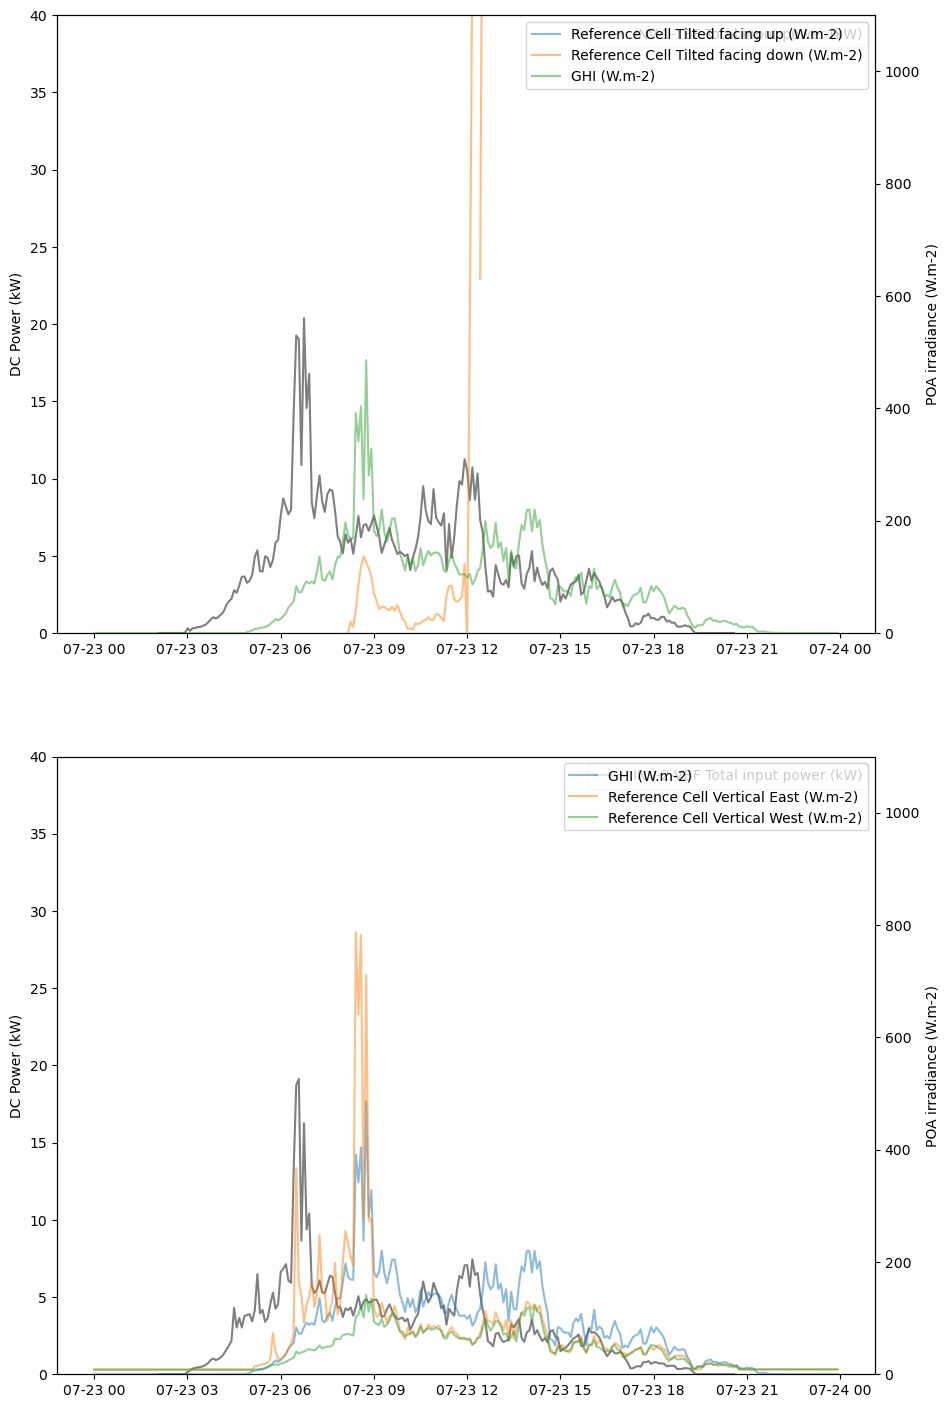 40
35
30
25
20
15
10
5
0
DC Power (kW)
Reference Cell Tilted facing up (W.m-2)
Reference Cell Tilted facing down (W.m-2)
GHI (W.m-2)
1000
800
600
400
200
0
POA irradiance (W.m-2)
07-23 00 07-23 03 07-23 06 07-23 09 07-23 12 07-23 15 07-23 18 07-23 21 07-24 00
40
35
30
25
20
15
10
5
0
DC Power (kW)
GHI (W.m-2)
Total input power (kW)
Reference Cell Vertical East (W.m-2)
Reference Cell Vertical West (W.m-2)
1000
800
600
400
200
0
POA irradiance (W.m-2)
07-23 00 07-23 03 07-23 06 07-23 09 07-23 12 07-23 15 07-23 18 07-23 21 07-24 00